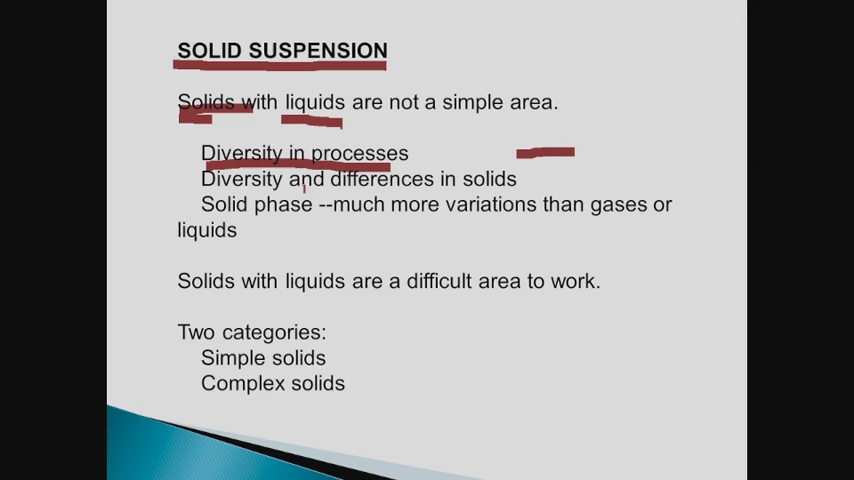 SOLID SUSPENSION
Solids with liquids are not a simple area.
Diversity in processes
Diversity and differences in solids
Solid phase --much more variations than gases or
liquids
Solids with liquids are a difficult area to work.
Two categories:
Simple solids
Complex solids